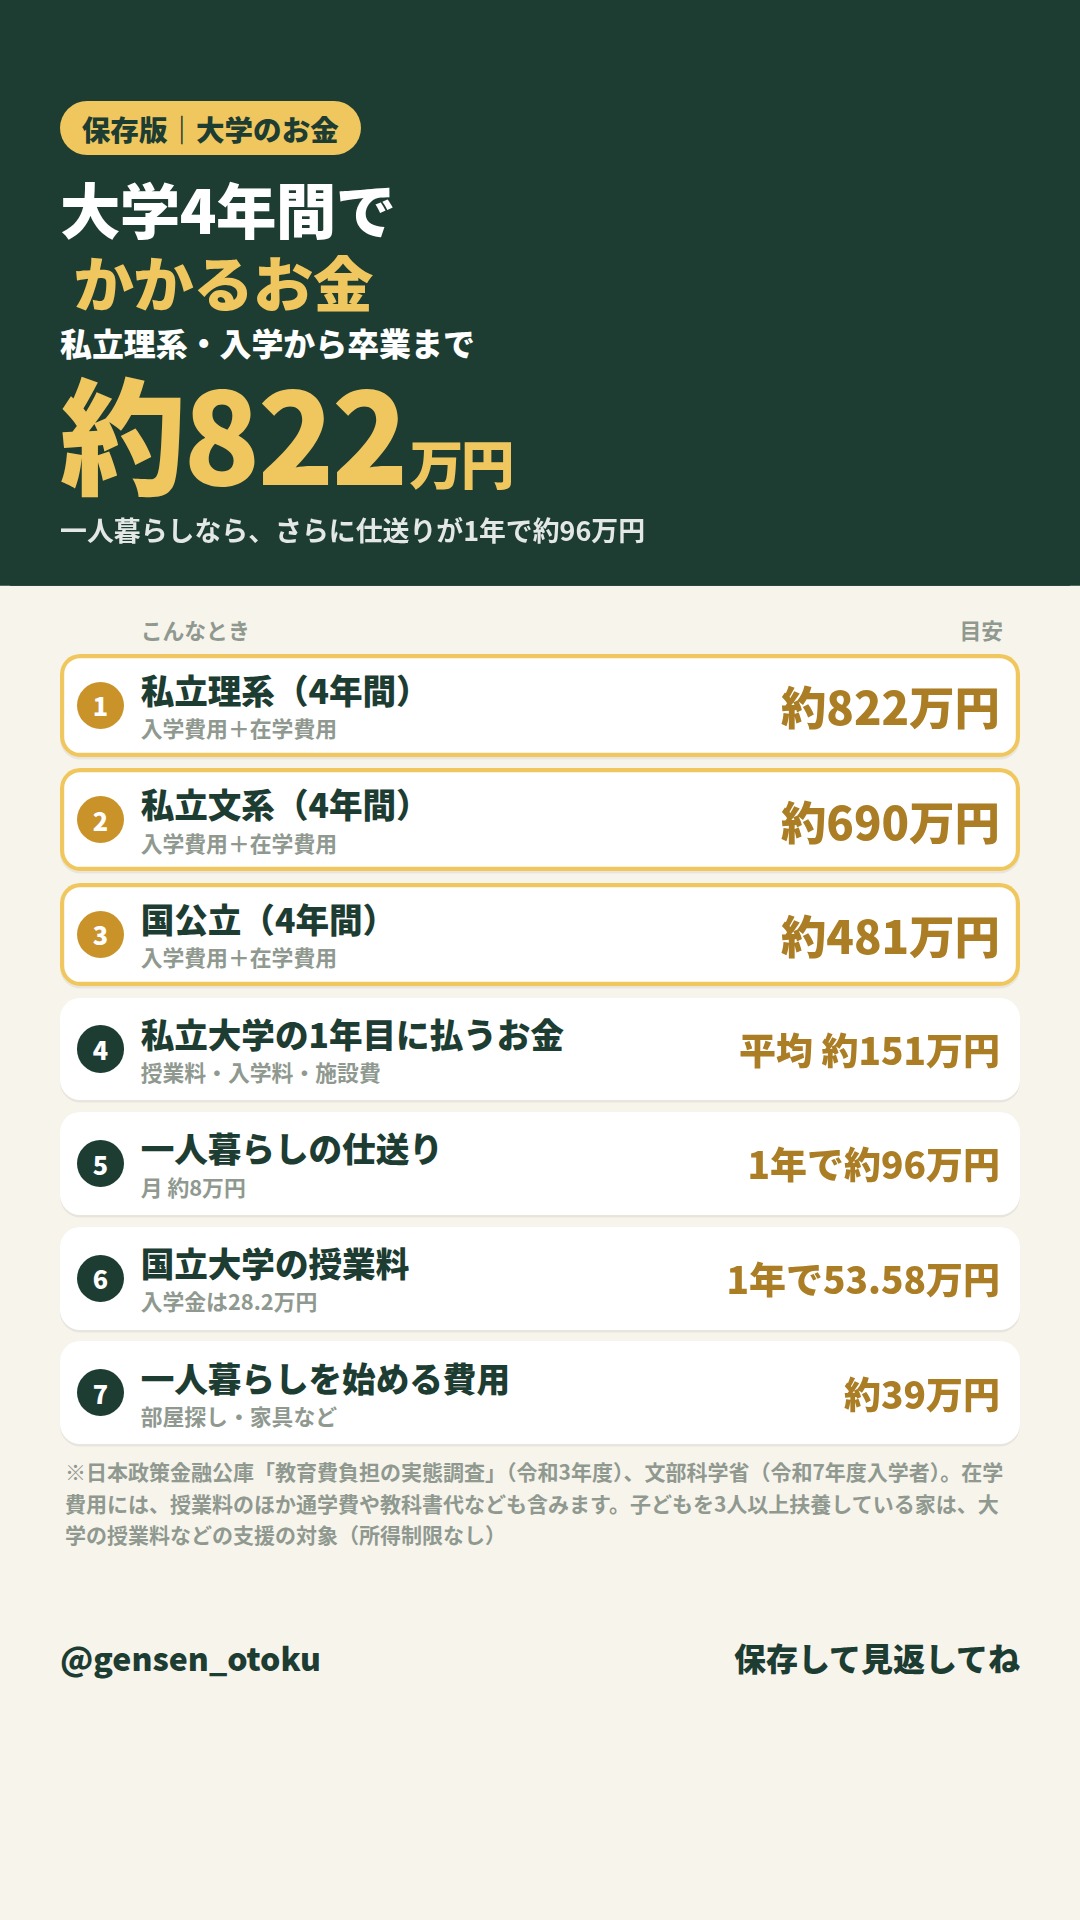 保存版｜大学のお金
大学4年間で
かかるお金
私立理系・入学から卒業まで
約822万円
一人暮らしなら、さらに仕送りが1年で約96万円
こんなとき 目安
1 私立理系（4年間） 約822万円
入学費用＋在学費用
2 私立文系（4年間） 約690万円
入学費用＋在学費用
3 国公立（4年間） 約481万円
入学費用＋在学費用
4 私立大学の1年目に払うお金 平均 約151万円
授業料・入学料・施設費
5 一人暮らしの仕送り 1年で約96万円
月 約8万円
6 国立大学の授業料 1年で53.58万円
入学金は28.2万円
7 一人暮らしを始める費用 約39万円
部屋探し・家具など
※日本政策金融公庫「教育費負担の実態調査」（令和3年度）、文部科学省（令和7年度入学者）。在学
費用には、授業料のほか通学費や教科書代なども含みます。子どもを3人以上扶養している家は、大
学の授業料などの支援の対象（所得制限なし）
@gensen_otoku 保存して見返してね